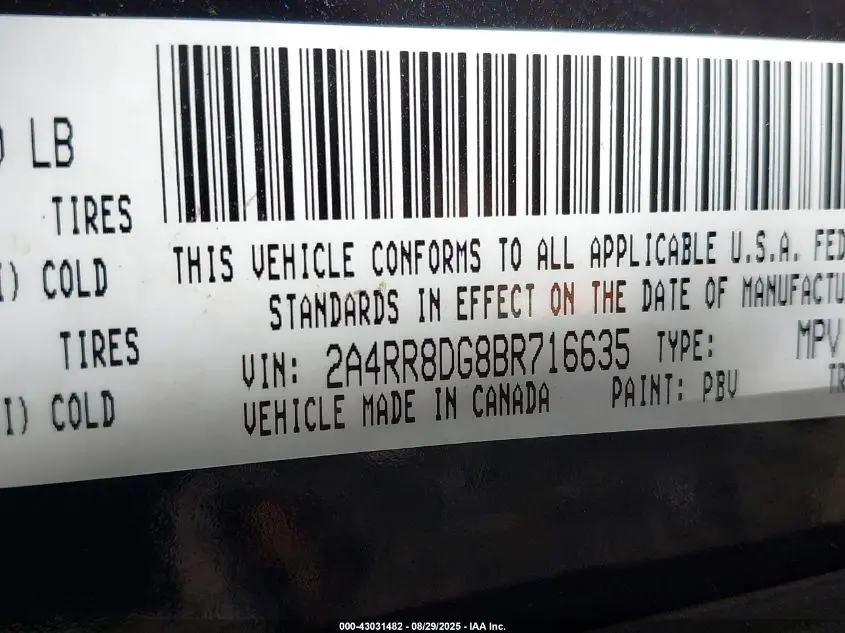 LB
TIRES
COLD
TIRES
COLD
THIS VEHICLE CONFORMS TO ALL APPLICABLE U.S.A.
STANDARDS IN EFFECT ON THE DATE OF
VIN: 2A4RR8DG8BR716635 TYPE: MPV
VEHICLE MADE IN CANADA PAINT: PBV
000-43031482 - 08/29/2025 - IAA Inc.